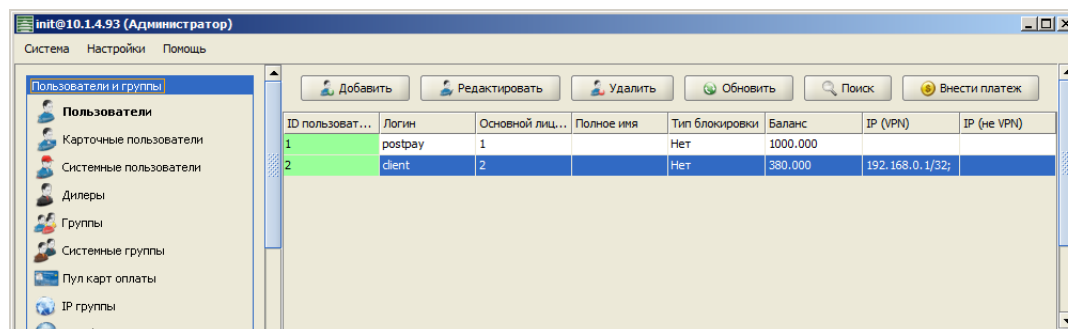 init@10.1.4.93 (Администратор)
Система Настройки Помощь
Пользователи и группы
Пользователи
Карточные пользователи
Системные пользователи
Дилеры
Группы
Системные группы
Пул карт оплаты
IP группы
Добавить Редактировать Удалить Обновить Поиск Внести платеж
ID пользоват... Логин Основной лиц... Полное имя Тип блокировки Баланс IP (VPN) IP (не VPN)
1 postpay 1 Нет 1000.000
2 client 2 Нет 380.000 192.168.0.1/32;